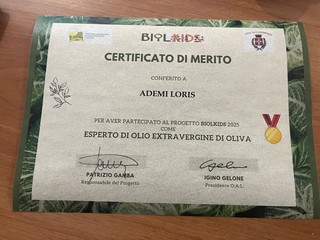 BIOLKIDS
CERTIFICATO DI MERITO
CONFERITO A
ADEMI LORIS
PER AVER PARTECIPATO AL PROGETTO BIOLKIDS 2025
COME
ESPERTO DI OLIO EXTRAVERGINE DI OLIVA
PATRIZIO GAMBA
Responsabile del Progetto
IGINO GELONE
Presidente O.A.L.